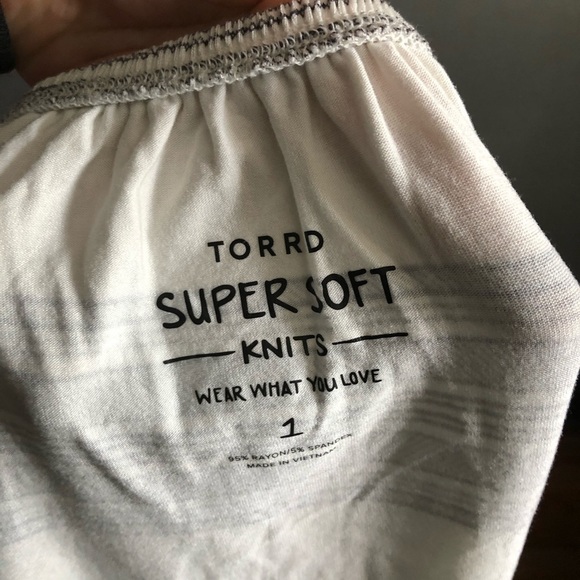 TORRD
SUPER SOFT
KNITS
WEAR WHAT YOU LOVE
1
95% RAYON/5% SPANDEX
MADE IN VIETNAM